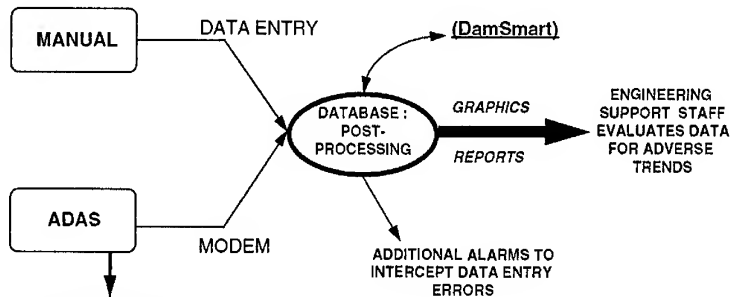 MANUAL
DATA ENTRY
(DamSmart)
DATABASE :
POST-
PROCESSING
GRAPHICS
REPORTS
ENGINEERING
SUPPORT STAFF
EVALUATES DATA
FOR ADVERSE
TRENDS
ADAS
MODEM
ADDITIONAL ALARMS TO
INTERCEPT DATA ENTRY
ERRORS